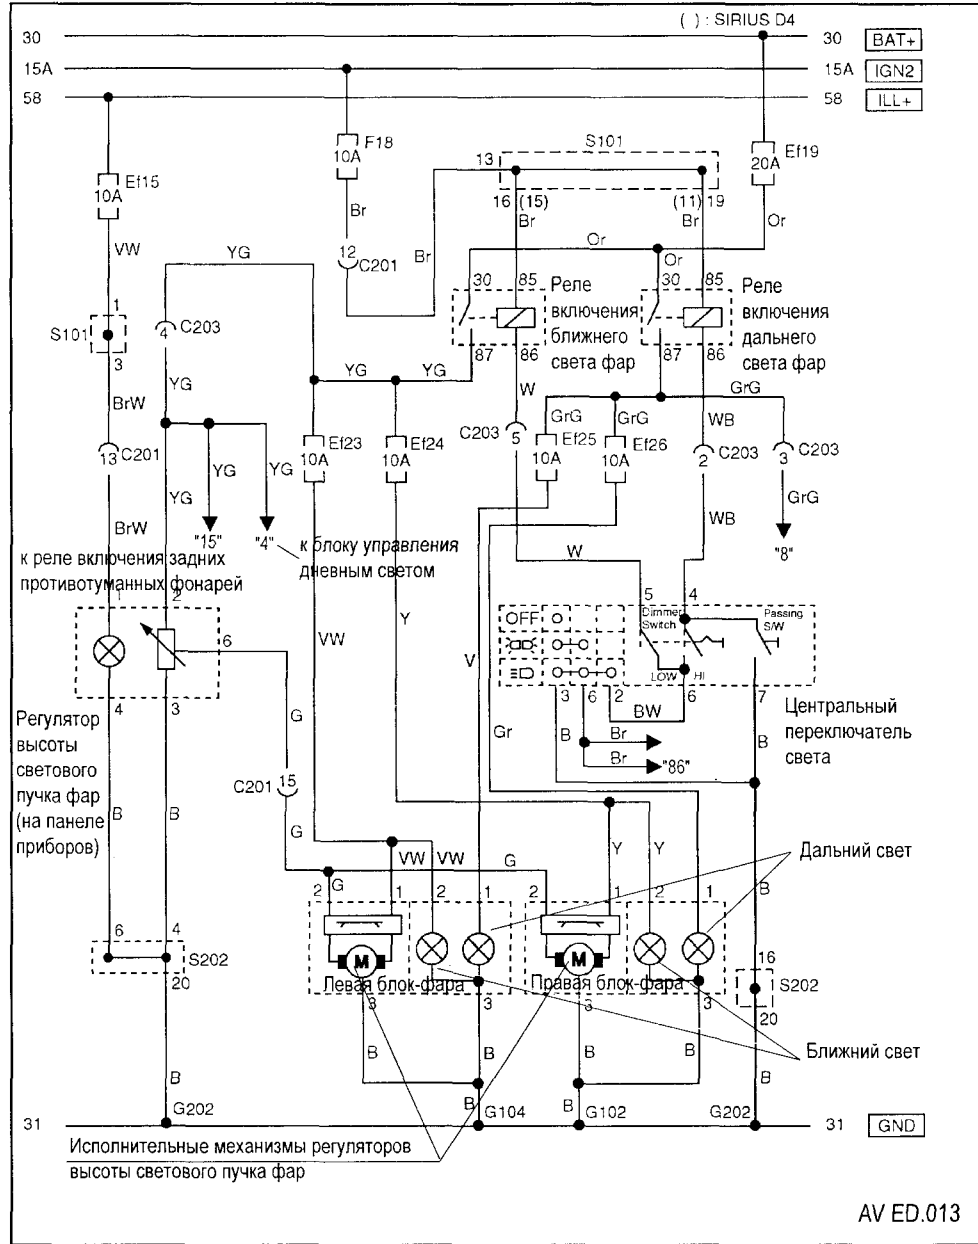 ( ) : SIRIUS D4
30 30 BAT+
15A 15A IGN2
58 58 ILL+
F18
10A
S101
13
Ef19
20A
Ef15
10A
16 (15) (11) 19
Br Br Br Or
VW YG 12 C201 Br Or Or
30 85 Реле 30 85 Реле
включения включения
ближнего дальнего
света фар света фар
1
S101
3
4 C203
87 86 87 86
YG YG YG W GrG
BrW
C203 5 GrG GrG WB
Ef23
10A
Ef24
10A
Ef25
10A
Ef26
10A
2 C203 3 C203
13 C201
YG YG YG
GrG
BrW "15" "4" к блоку управления WB "8"
дневным светом
к реле включения задних
противотуманных фонарей
W
1 2 5 4
OFF Dimmer Switch Passing S/W
LOW HI
6 VW Y V
4 3 3 6 2 6 7
Регулятор
высоты
светового
пучка фар
(на панеле
приборов)
G Gr B BW B
Br
Br "86"
Центральный
переключатель
света
C201 15
B B G
VW VW G Y Y
Дальний свет
2 G 1 2 1 2 1 2 1
B
6 4
S202
20
M M
Левая блок-фара Правая блок-фара
3 3 3 3
16
S202
20
B B B B B
Ближний свет
B B
G202 G104 G102 G202
31 31 GND
Исполнительные механизмы регуляторов
высоты светового пучка фар
AV ED.013